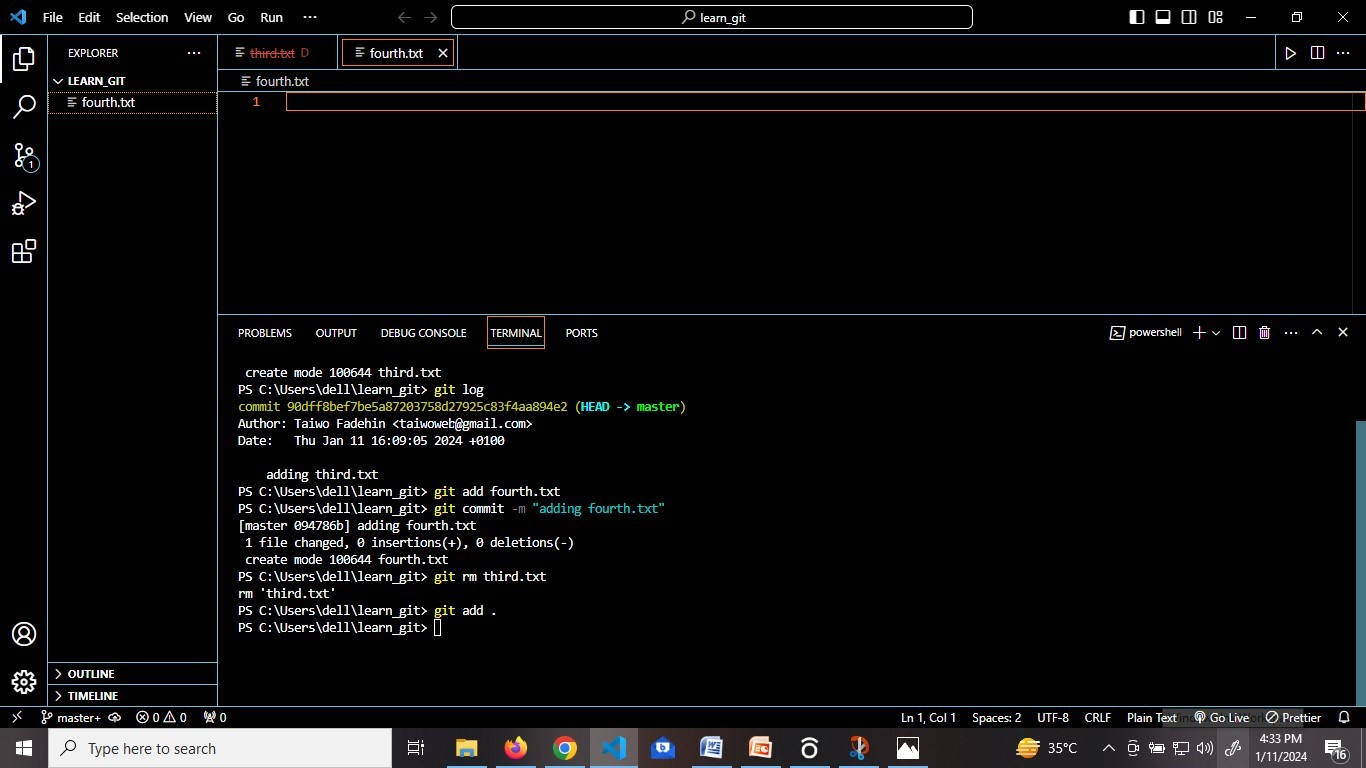 File Edit Selection View Go Run ··· learn_git
EXPLORER ···
third.txt D fourth.txt
LEARN_GIT
fourth.txt
fourth.txt
1
1
PROBLEMS OUTPUT DEBUG CONSOLE TERMINAL PORTS powershell
create mode 100644 third.txt
PS C:\Users\dell\learn_git> git log
commit 90dff8bef7be5a87203758d27925c83f4aa894e2 (HEAD -> master)
Author: Taiwo Fadehin <taiwoweb@gmail.com>
Date:   Thu Jan 11 16:09:05 2024 +0100
adding third.txt
PS C:\Users\dell\learn_git> git add fourth.txt
PS C:\Users\dell\learn_git> git commit -m "adding fourth.txt"
[master 094786b] adding fourth.txt
1 file changed, 0 insertions(+), 0 deletions(-)
create mode 100644 fourth.txt
PS C:\Users\dell\learn_git> git rm third.txt
rm 'third.txt'
PS C:\Users\dell\learn_git> git add .
PS C:\Users\dell\learn_git>
OUTLINE
TIMELINE
master+ 0 0 0 Ln 1, Col 1 Spaces: 2 UTF-8 CRLF Plain Text Go Live Prettier
Type here to search 35°C 4:33 PM
1/11/2024
16